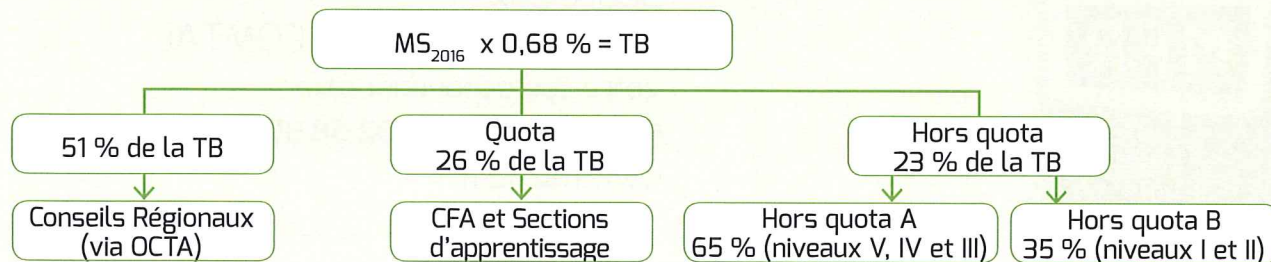 MS2016 x 0,68 % = TB
51 % de la TB
Quota
26 % de la TB
Hors quota
23 % de la TB
Conseils Régionaux
(via OCTA)
CFA et Sections
d'apprentissage
Hors quota A
65 % (niveaux V, IV et III)
Hors quota B
35 % (niveaux I et II)